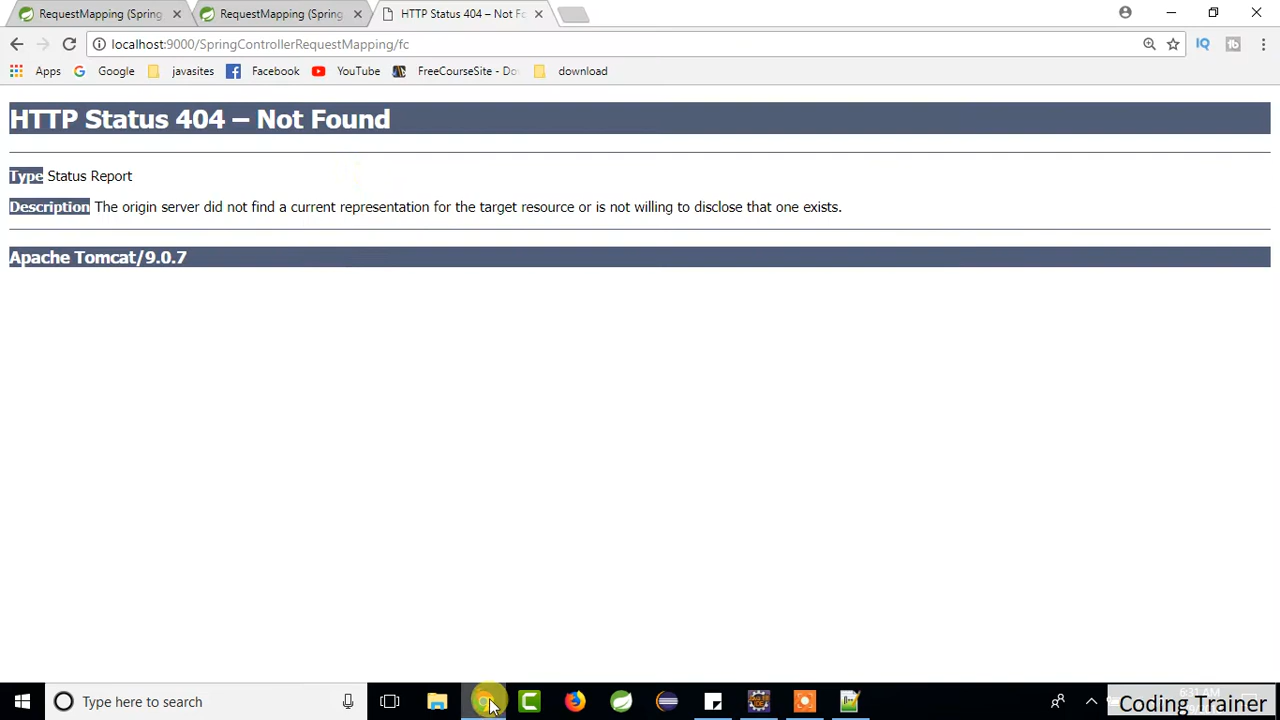 RequestMapping (Spring
RequestMapping (Spring
HTTP Status 404 – Not Fo
localhost:9000/SpringControllerRequestMapping/fc
Apps
Google
javasites
Facebook
YouTube
FreeCourseSite - Do
download
HTTP Status 404 – Not Found
Type Status Report
Description The origin server did not find a current representation for the target resource or is not willing to disclose that one exists.
Apache Tomcat/9.0.7
Type here to search
6:31 AM
Coding Trainer